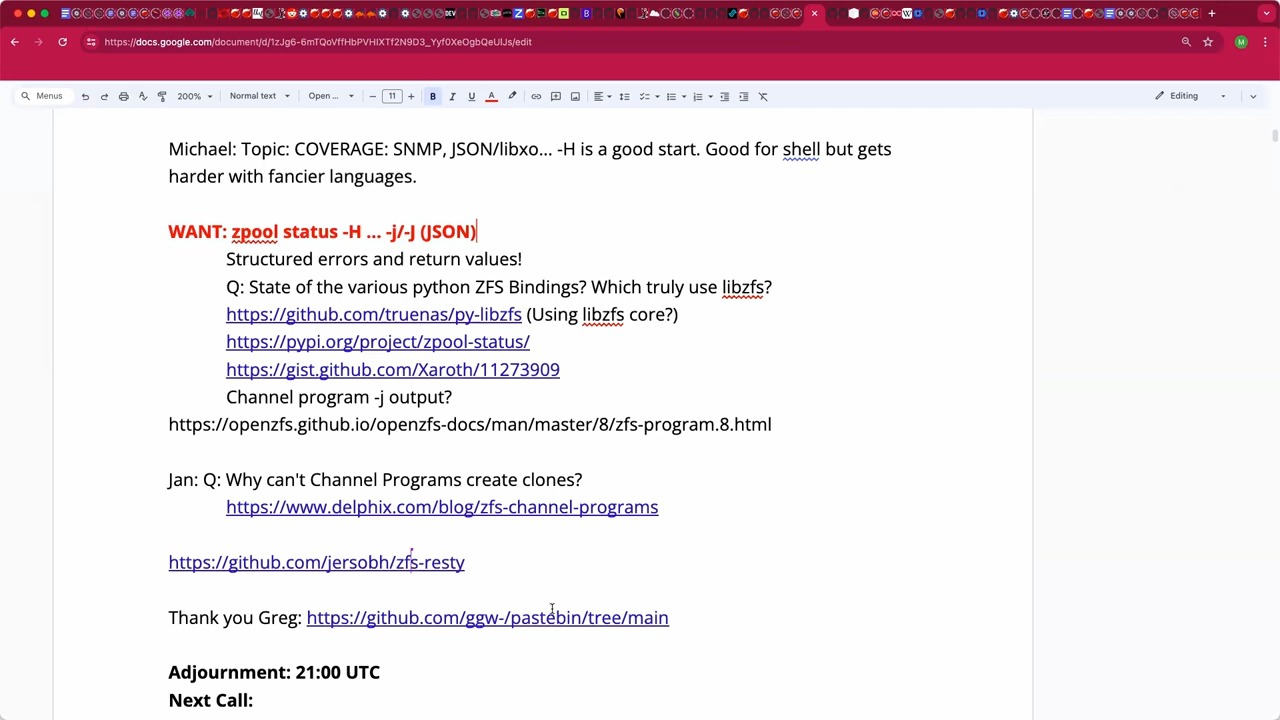 https://docs.google.com/document/d/1zJg6-6mTQoVffHbPVHIXTf2N9D3_Yyf0XeOgbQeUlJs/edit
M
Menus
200%
Normal text
Open ...
11
B
I
U
A
Editing
Michael: Topic: COVERAGE: SNMP, JSON/libxo... -H is a good start. Good for shell but gets
harder with fancier languages.
WANT: zpool status -H ... -j/-J (JSON)
Structured errors and return values!
Q: State of the various python ZFS Bindings? Which truly use libzfs?
https://github.com/truenas/py-libzfs (Using libzfs core?)
https://pypi.org/project/zpool-status/
https://gist.github.com/Xaroth/11273909
Channel program -j output?
https://openzfs.github.io/openzfs-docs/man/master/8/zfs-program.8.html
Jan: Q: Why can't Channel Programs create clones?
https://www.delphix.com/blog/zfs-channel-programs
https://github.com/jersobh/zfs-resty
Thank you Greg: https://github.com/ggw-/pastebin/tree/main
Adjournment: 21:00 UTC
Next Call: